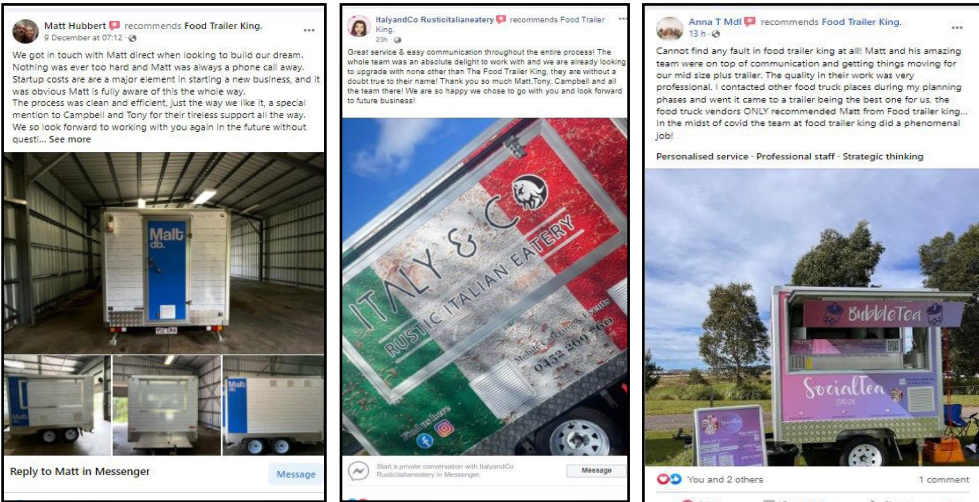 Matt Hubbert recommends Food Trailer King.
9 December at 07:12
We got in touch with Matt direct when looking to build our dream.
Nothing was ever too hard and Matt was always a phone call away.
Startup costs are are a major element in starting a new business, and it
was obvious Matt is fully aware of this the whole way.
The process was clean and efficient, just the way we like it, a special
mention to Campbell and Tony for their tireless support all the way.
We so look forward to working with you again in the future without
questi... See more
Malt
db.
Malt
db.
Reply to Matt in Messenger
Message
ItalyandCo Rusticitalianeatery recommends Food Trailer
King.
23h
Great service & easy communication throughout the entire process! The
whole team was an absolute delight to work with and we are already looking
to upgrade with none other than The Food Trailer King, they are without a
doubt true to their name! Thank you so much Matt,Tony, Campbell and all
the team there! We are so happy we chose to go with you and look forward
to future business!
ITALY & CO
RUSTIC ITALIAN EATERY
Mobile Catering & Events
0452 269 700
Find us here
Start a private conversation with ItalyandCo
Rusticitalianeatery in Messenger.
Message
Anna T Mdl recommends Food Trailer King.
13 h
Cannot find any fault in food trailer king at all! Matt and his amazing
team were on top of communication and getting things moving for
our mid size plus trailer. The quality in their work was very
professional. I contacted other food truck places during my planning
phases and went it came to a trailer being the best one for us, the
food truck vendors ONLY recommended Matt from Food Trailer king...
In the midst of covid the team at food trailer king did a phenomenal
job!
Personalised service · Professional staff · Strategic thinking
BubbleTea
SocialTea
STATION
You and 2 others
1 comment